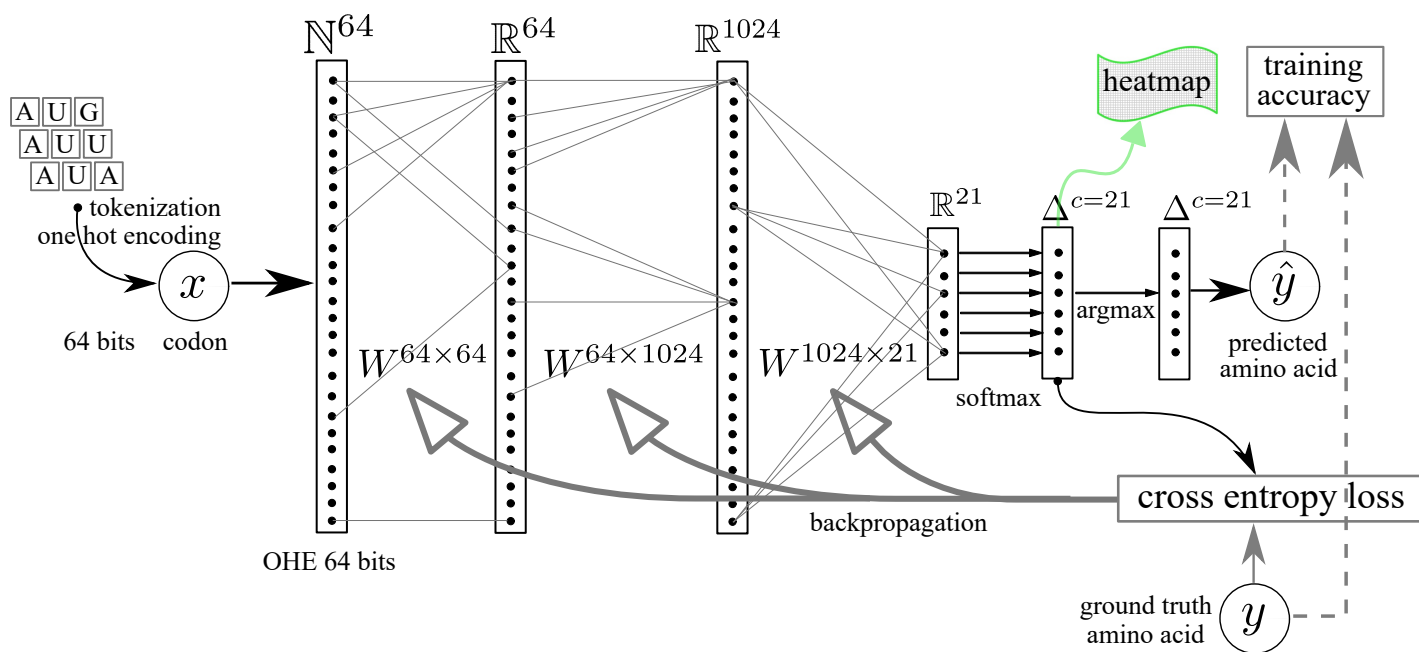 ℕ^64
ℝ^64
ℝ^1024
heatmap
training
accuracy
A U G
A U U
A U A
tokenization
one hot encoding
x
64 bits
codon
ℝ^21
Δ^c=21
Δ^c=21
softmax
argmax
ŷ
predicted
amino acid
W^64×64
W^64×1024
W^1024×21
cross entropy loss
backpropagation
OHE 64 bits
ground truth
amino acid
y